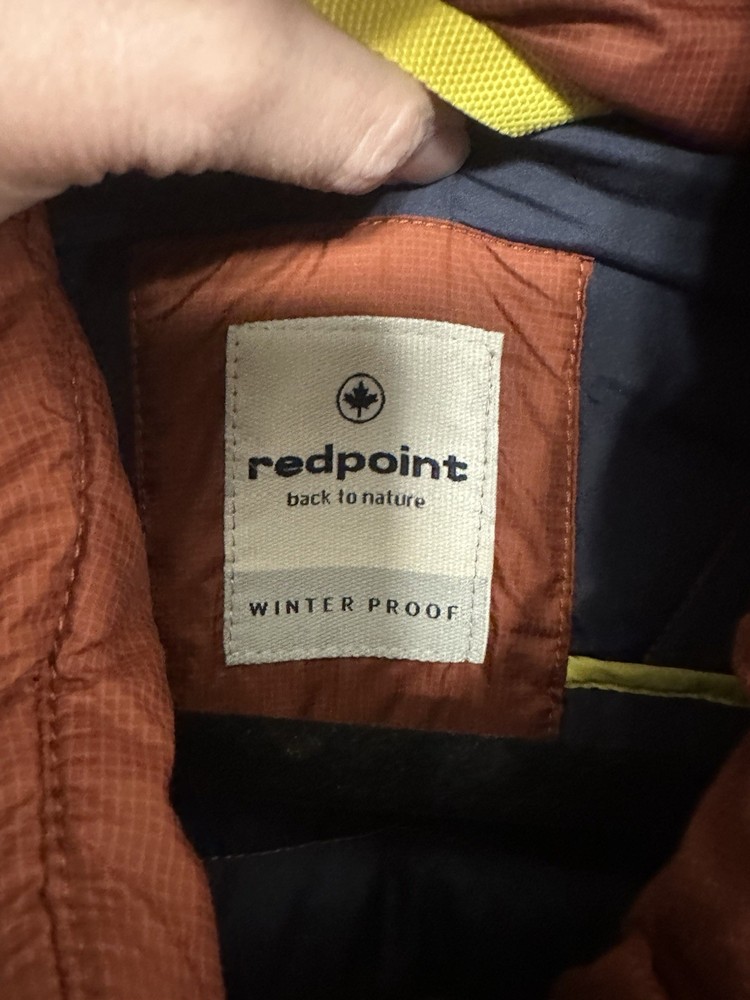 redpoint
back to nature
WINTER PROOF